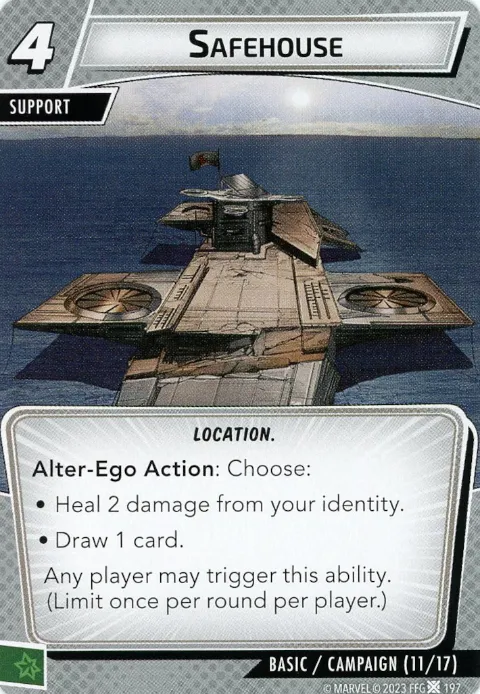 4
SAFEHOUSE
SUPPORT
LOCATION.
Alter-Ego Action: Choose:
• Heal 2 damage from your identity.
• Draw 1 card.
Any player may trigger this ability.
(Limit once per round per player.)
BASIC / CAMPAIGN (11/17)
© MARVEL © 2023 FFG 197